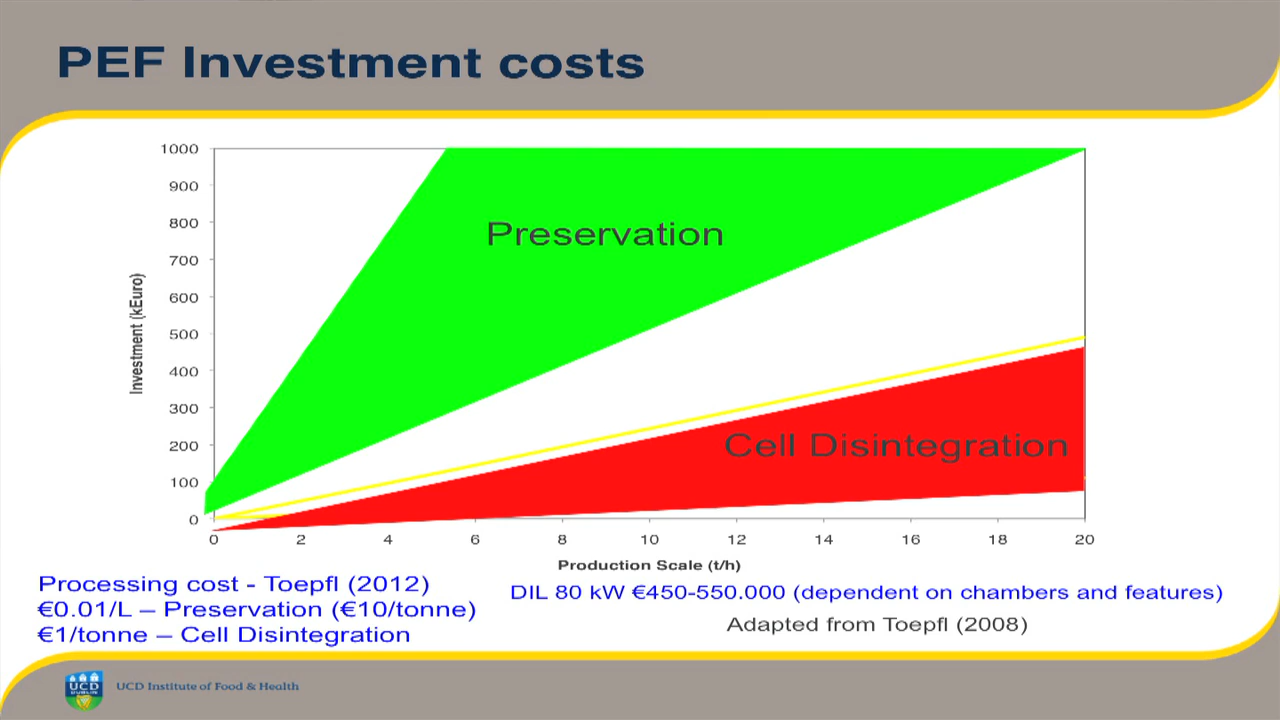 PEF Investment costs
1000
900
800
700
600
500
400
300
200
100
0
Investment (kEuro)
Preservation
Cell Disintegration
0 2 4 6 8 10 12 14 16 18 20
Production Scale (t/h)
Processing cost - Toepfl (2012)
€0.01/L – Preservation (€10/tonne)
€1/tonne – Cell Disintegration
DIL 80 kW €450-550.000 (dependent on chambers and features)
Adapted from Toepfl (2008)
UCD
DUBLIN
UCD Institute of Food & Health